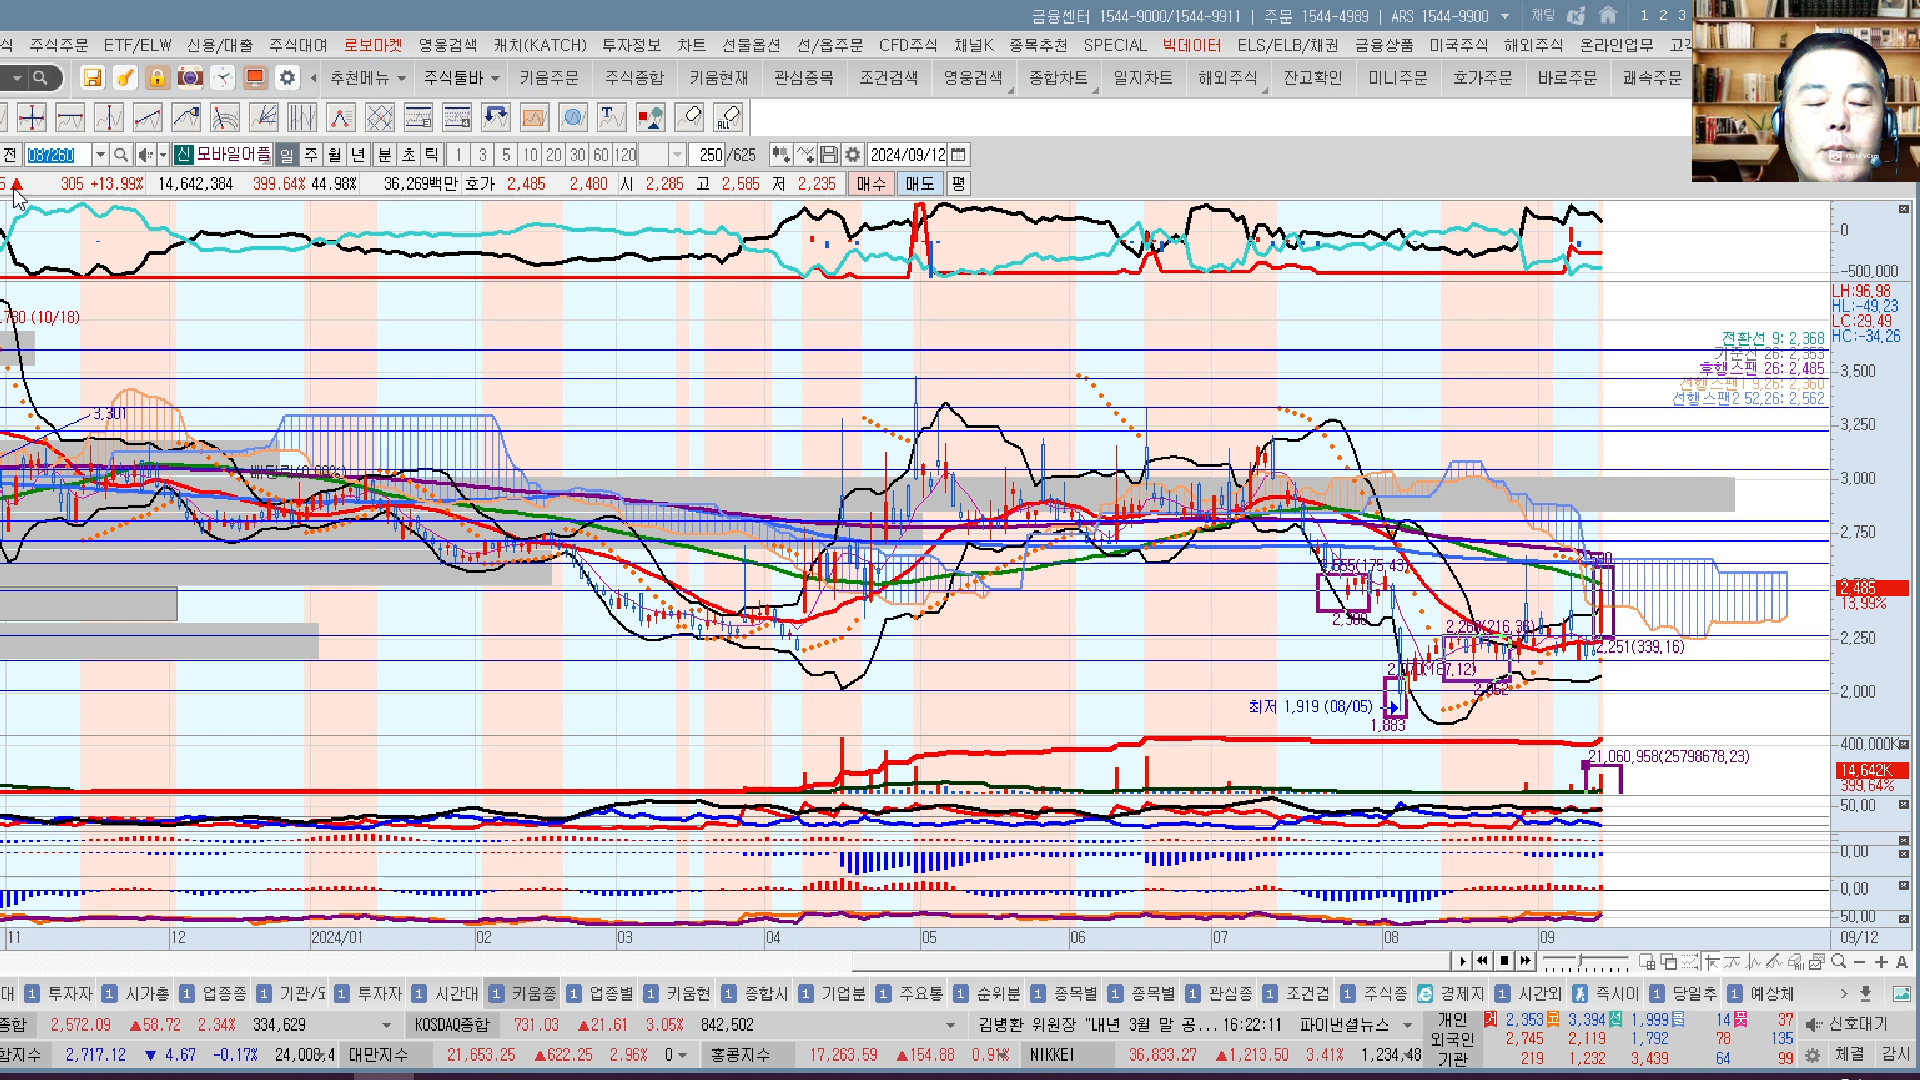 금융센터 1544-9000/1544-9911 | 주문 1544-4989 | ARS 1544-9900 채팅 1 2 3
식 주식주문 ETF/ELW 신용/대출 주식대여 로보마켓 영웅검색 캐치(KATCH) 투자정보 차트 선물옵션 선/옵주문 CFD주식 채널K 종목추천 SPECIAL 빅데이터 ELS/ELB/채권 금융상품 미국주식 해외주식 온라인업무 고객
추천메뉴 주식툴바 키움주문 주식종합 키움현재 관심종목 조건검색 영웅검색 종합차트 일지차트 해외주식 잔고확인 미니주문 호가주문 바로주문 쾌속주문
전 087260 신 모바일어플 일 주 월 년 분 초 틱 1 3 5 10 20 30 60 120 250 /625 2024/09/12
5 ▲ 305 +13.99% 14,642,384 399.64% 44.98% 36,269백만 호가 2,485 2,480 시 2,285 고 2,585 저 2,235 매수 매도 평
0
-500,000
LH:96.98
HL:-49.23
LC:29.49
HC:-34.26
전환선 9: 2,368
기준선 26: 2,353
후행스팬 26: 2,485
선행스팬1 9,26: 2,360
선행스팬2 52,26: 2,562
(10/18)
3,301
3,500
3,250
3,000
2,750
2,485
13.99%
2,250
2,000
2,251(339.16)
최저 1,919 (08/05)
1,883
21,060,958(25798678.23)
400,000K
14,642K
399.64%
50.00
0.00
0.00
50.00
11 12 2024/01 02 03 04 05 06 07 08 09 09/12
A
대 1 투자자 1 시가총 1 업종종 1 기관/외 1 투자자 1 시간대 1 키움종 1 업종별 1 키움현 1 종합시 1 기업분 1 주요통 1 순위분 1 종목별 1 종목별 1 관심종 1 조건검 1 주식종 경제지 1 시간외 즉시이 1 당일추 1 예상체
종합 2,572.09 ▲58.72 2.34% 334,629 KOSDAQ종합 731.03 ▲21.61 3.05% 842,502 김병환 위원장 "내년 3월 말 공... 16:22:11 파이낸셜뉴스 개인 2,353 3,394 1,999 14 37 신호대기
외국인 2,745 2,119 1,792 78 135
합지수 2,717.12 ▼ 4.67 -0.17% 24,008,4 대만지수 21,653.25 ▲622.25 2.96% 0 홍콩지수 17,263.59 ▲154.88 0.91% NIKKEI 36,833.27 ▲1,213.50 3.41% 1,234,48 기관 219 1,232 3,439 64 99 체결 감시